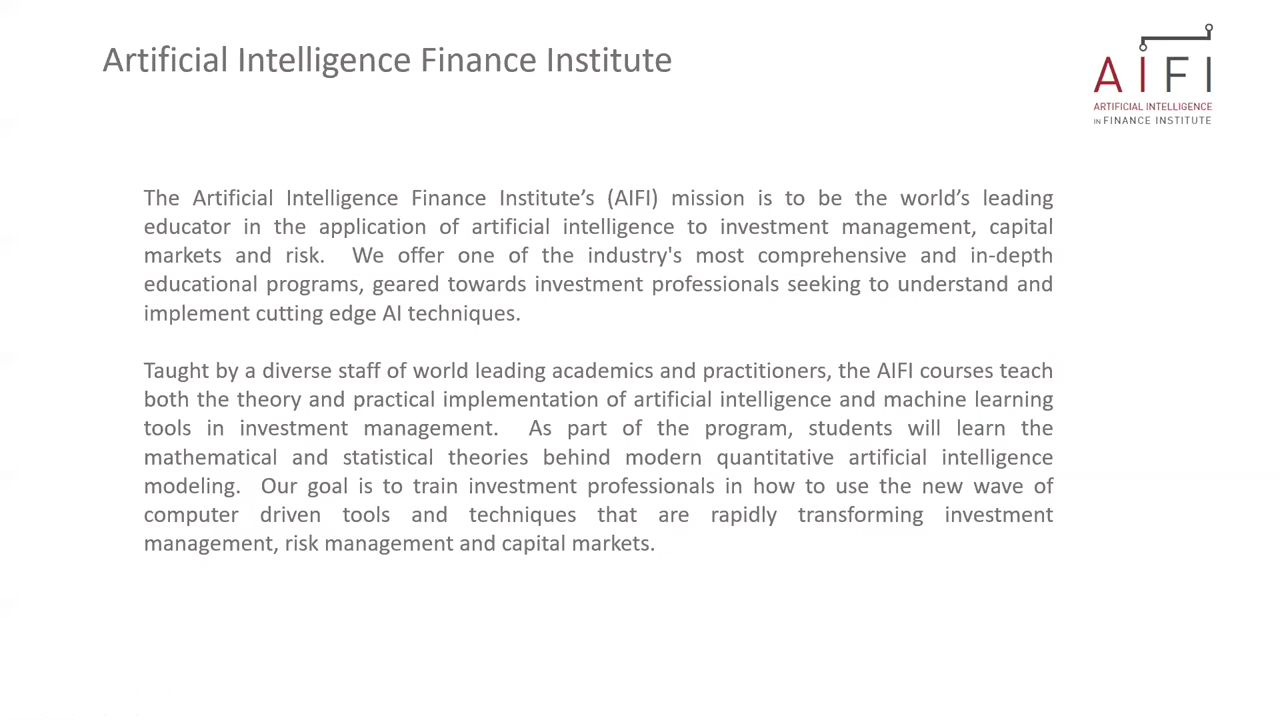 Artificial Intelligence Finance Institute
AIFI
ARTIFICIAL INTELLIGENCE
IN FINANCE INSTITUTE
The Artificial Intelligence Finance Institute’s (AIFI) mission is to be the world’s leading
educator in the application of artificial intelligence to investment management, capital
markets and risk. We offer one of the industry's most comprehensive and in-depth
educational programs, geared towards investment professionals seeking to understand and
implement cutting edge AI techniques.
Taught by a diverse staff of world leading academics and practitioners, the AIFI courses teach
both the theory and practical implementation of artificial intelligence and machine learning
tools in investment management. As part of the program, students will learn the
mathematical and statistical theories behind modern quantitative artificial intelligence
modeling. Our goal is to train investment professionals in how to use the new wave of
computer driven tools and techniques that are rapidly transforming investment
management, risk management and capital markets.